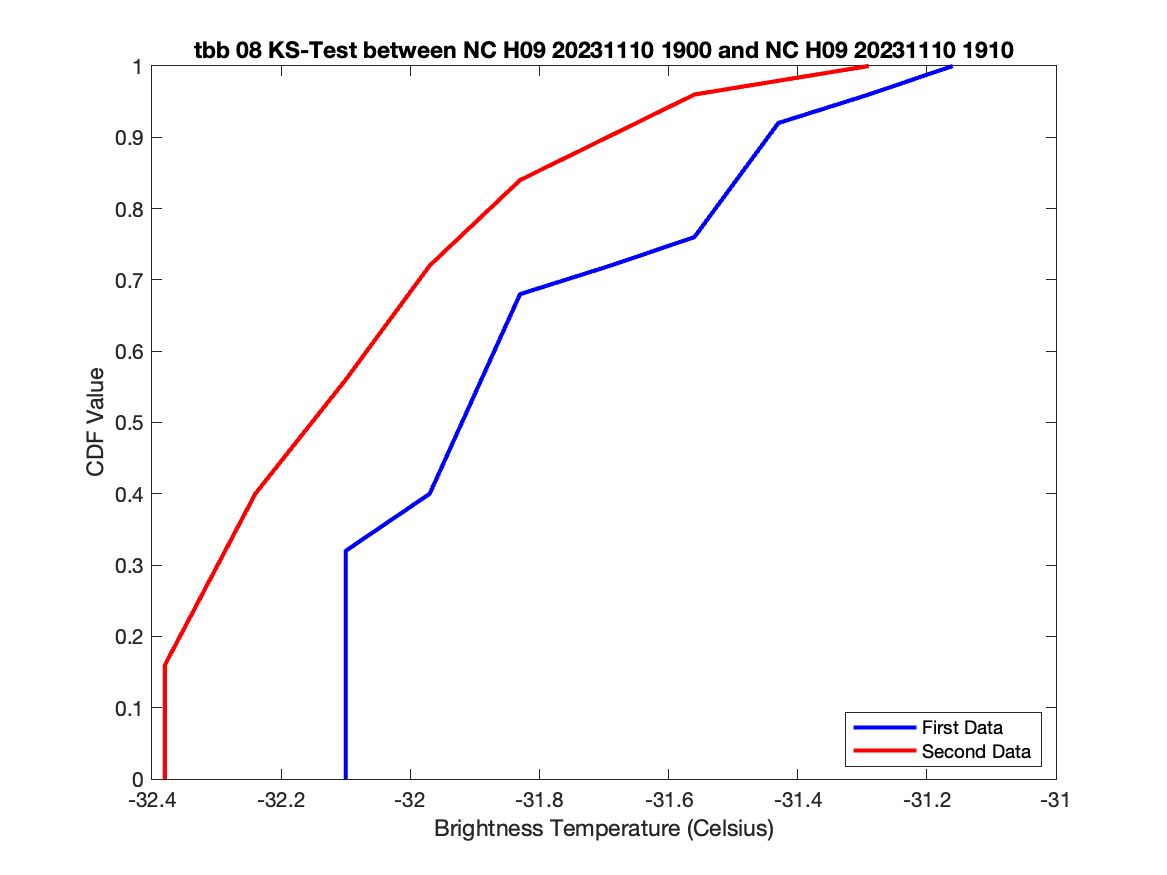 tbb 08 KS-Test between NC H09 20231110 1900 and NC H09 20231110 1910
1
0.9
0.8
0.7
0.6
0.5
0.4
0.3
0.2
0.1
0
CDF Value
First Data
Second Data
-32.4 -32.2 -32 -31.8 -31.6 -31.4 -31.2 -31
Brightness Temperature (Celsius)